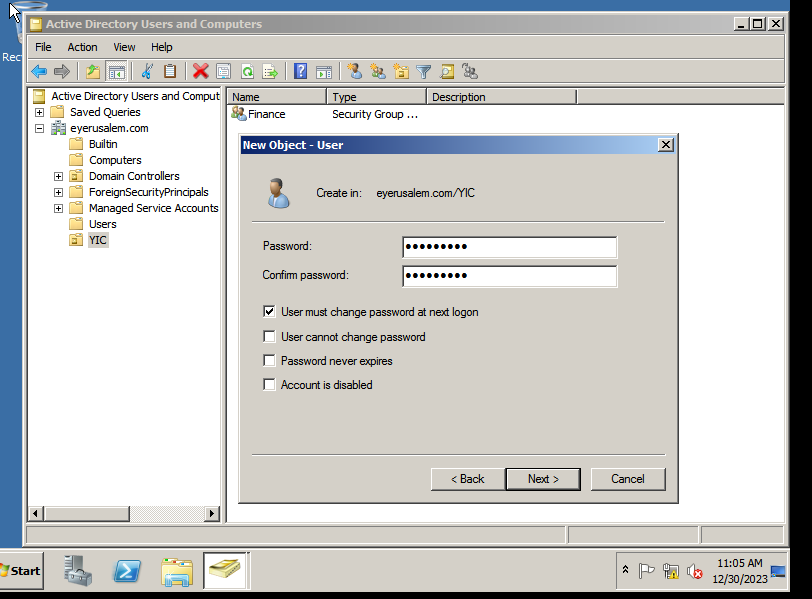 Active Directory Users and Computers
File Action View Help
Active Directory Users and Comput
Saved Queries
eyerusalem.com
Builtin
Computers
Domain Controllers
ForeignSecurityPrincipals
Managed Service Accounts
Users
YIC
Name Type Description
Finance Security Group ...
New Object - User
Create in: eyerusalem.com/YIC
Password: •••••••••
Confirm password: •••••••••
User must change password at next logon
User cannot change password
Password never expires
Account is disabled
< Back Next > Cancel
Rec
Start
11:05 AM
12/30/2023